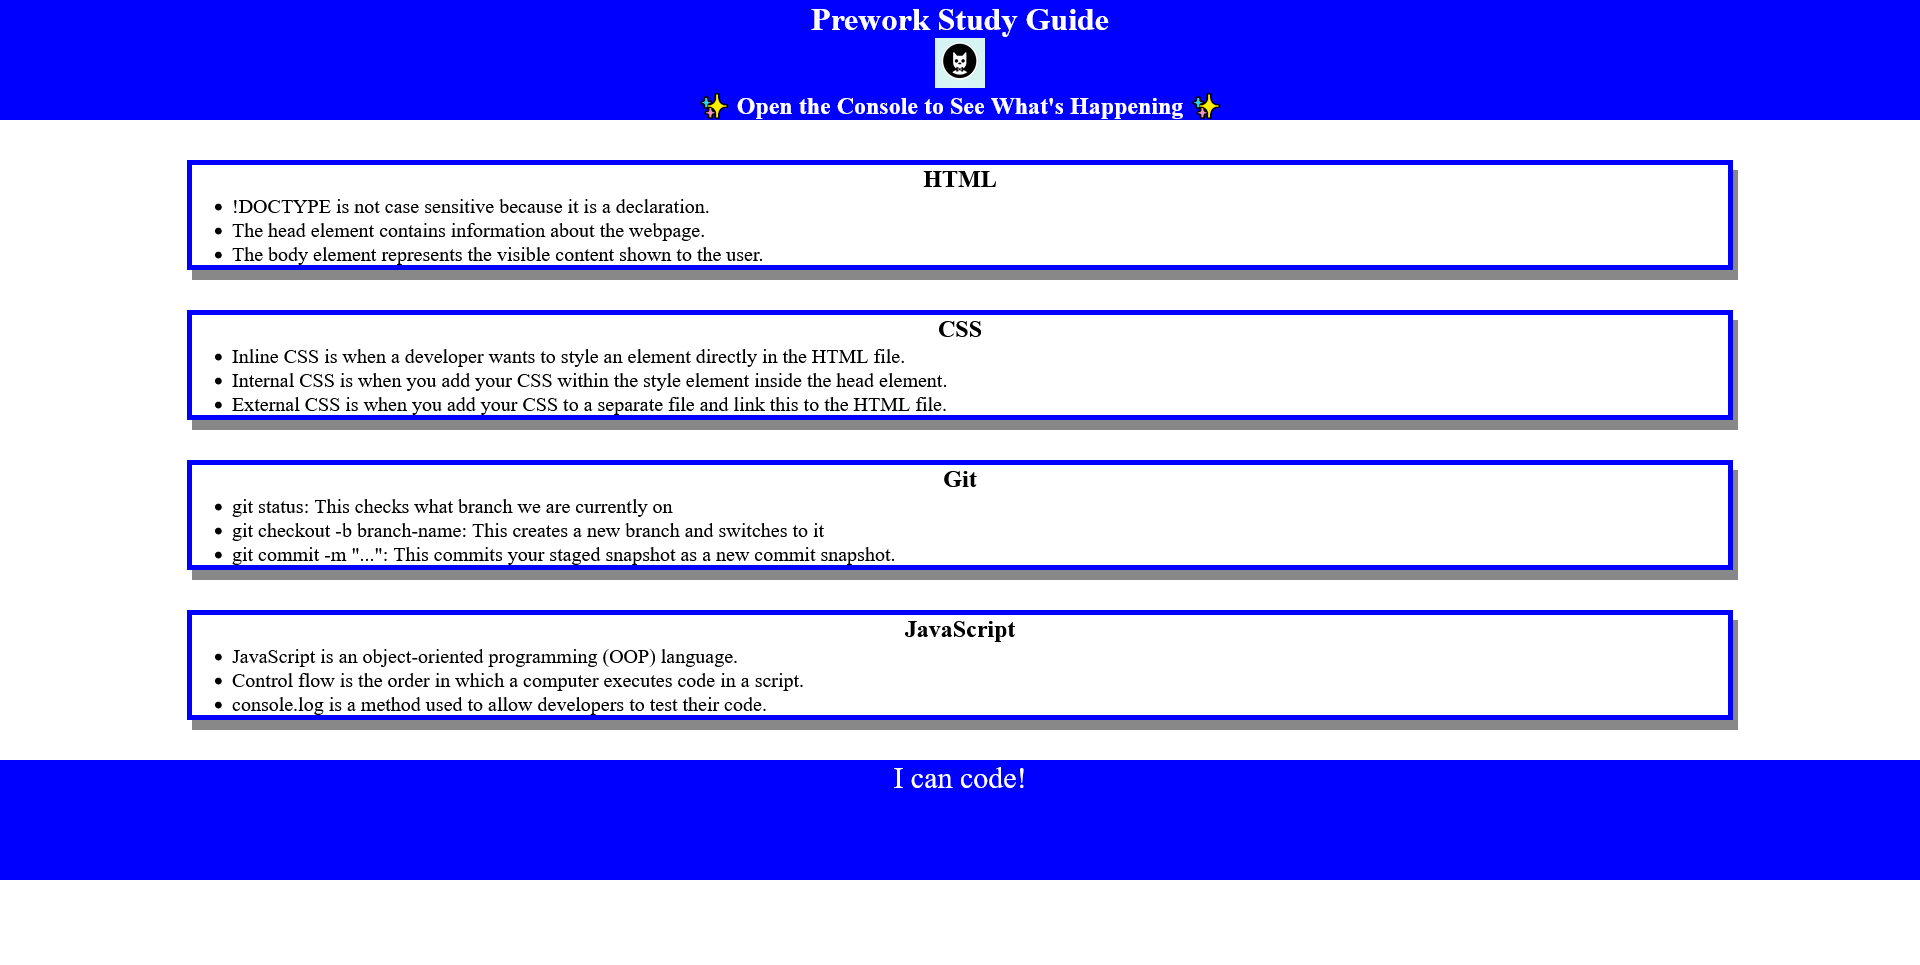 Prework Study Guide
✨ Open the Console to See What's Happening ✨
HTML
• !DOCTYPE is not case sensitive because it is a declaration.
• The head element contains information about the webpage.
• The body element represents the visible content shown to the user.
CSS
• Inline CSS is when a developer wants to style an element directly in the HTML file.
• Internal CSS is when you add your CSS within the style element inside the head element.
• External CSS is when you add your CSS to a separate file and link this to the HTML file.
Git
• git status: This checks what branch we are currently on
• git checkout -b branch-name: This creates a new branch and switches to it
• git commit -m "...": This commits your staged snapshot as a new commit snapshot.
JavaScript
• JavaScript is an object-oriented programming (OOP) language.
• Control flow is the order in which a computer executes code in a script.
• console.log is a method used to allow developers to test their code.
I can code!